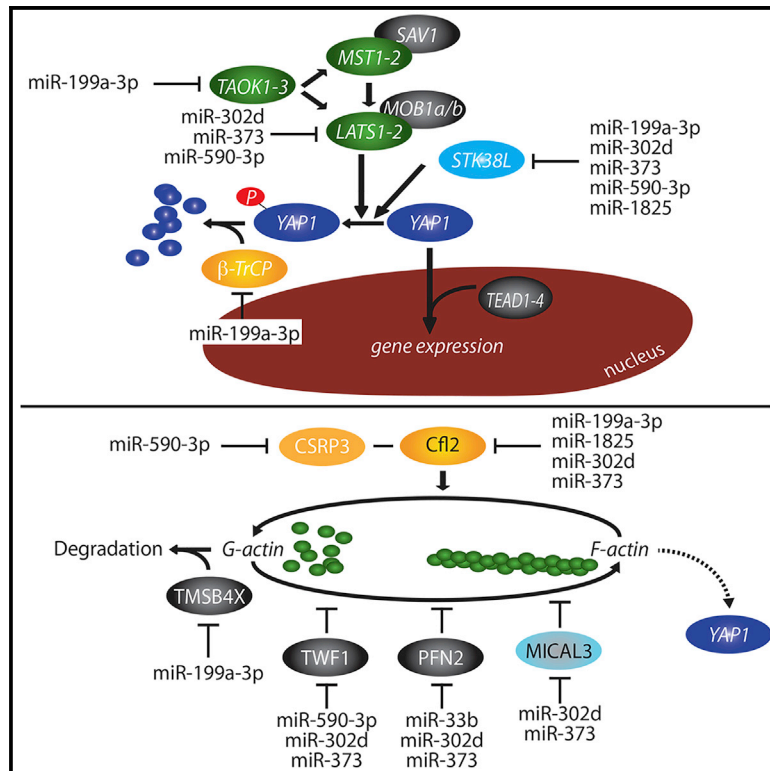 SAV1
MST1-2
miR-199a-3p
TAOK1-3
MOB1a/b
miR-302d
miR-373
miR-590-3p
LATS1-2
STK38L
miR-199a-3p
miR-302d
miR-373
miR-590-3p
miR-1825
P
YAP1
YAP1
β-TrCP
TEAD1-4
miR-199a-3p
gene expression
nucleus
miR-590-3p
CSRP3
Cfl2
miR-199a-3p
miR-1825
miR-302d
miR-373
Degradation
G-actin
F-actin
TMSB4X
YAP1
miR-199a-3p
TWF1
PFN2
MICAL3
miR-590-3p
miR-302d
miR-373
miR-33b
miR-302d
miR-373
miR-302d
miR-373